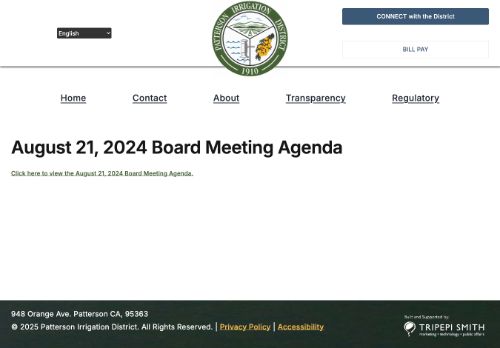 English
PATTERSON IRRIGATION DISTRICT
1910
CONNECT with the District
BILL PAY
Home
Contact
About
Transparency
Regulatory
August 21, 2024 Board Meeting Agenda
Click here to view the August 21, 2024 Board Meeting Agenda.
948 Orange Ave. Patterson CA, 95363
© 2025 Patterson Irrigation District. All Rights Reserved. | Privacy Policy | Accessibility
Built and Supported by
TRIPEPI SMITH
marketing • technology • public affairs